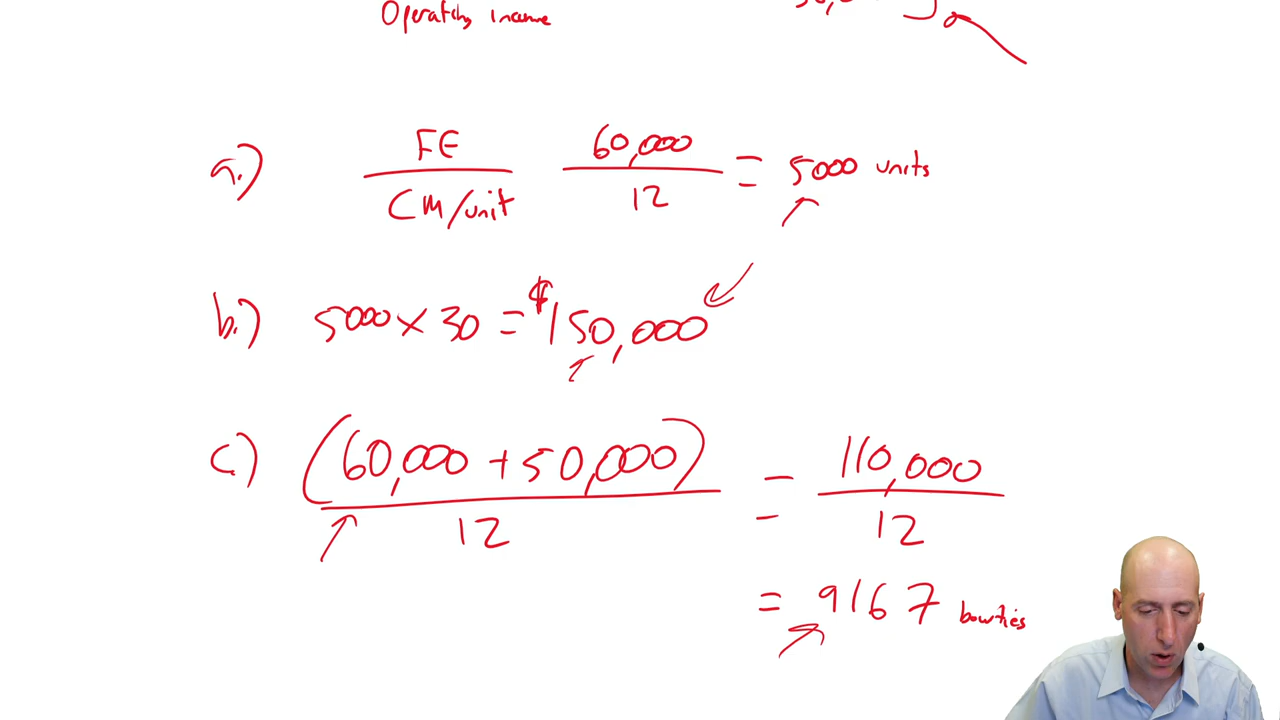 Operating income
a.) FE / CM/unit 60,000 / 12 = 5000 units
b.) 5000 × 30 = $150,000
c.) (60,000 + 50,000) / 12 = 110,000 / 12
= 9167 bowties